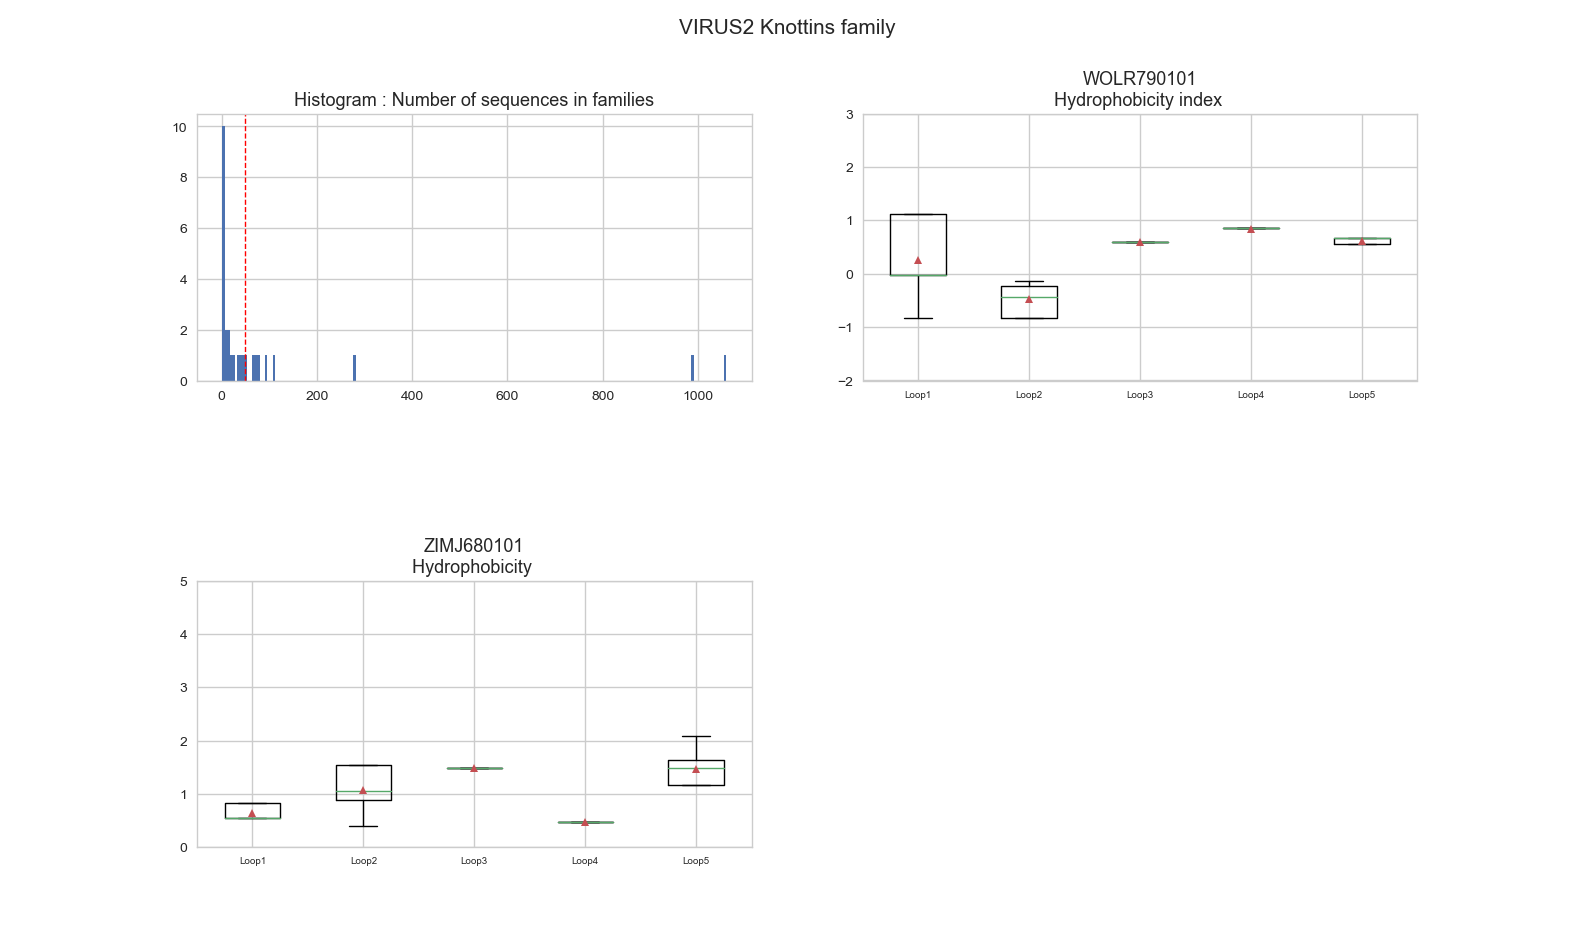 VIRUS2 Knottins family
Histogram : Number of sequences in families
10
8
6
4
2
0
0 200 400 600 800 1000
WOLR790101
Hydrophobicity index
3
2
1
0
−1
−2
Loop1 Loop2 Loop3 Loop4 Loop5
ZIMJ680101
Hydrophobicity
5
4
3
2
1
0
Loop1 Loop2 Loop3 Loop4 Loop5